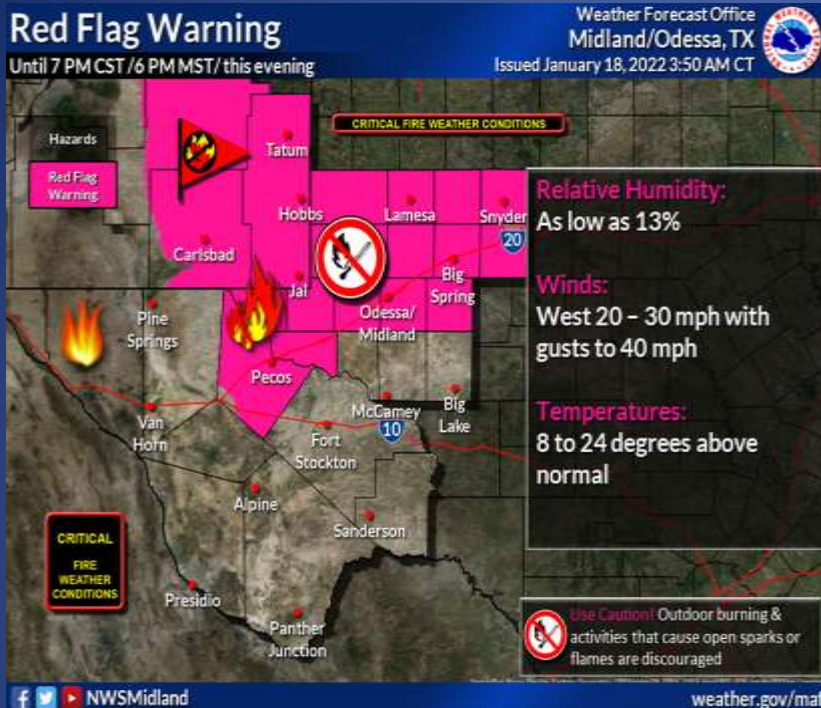 Red Flag Warning
Until 7 PM CST/6 PM MST/ this evening
Weather Forecast Office
Midland/Odessa, TX
Issued January 18, 2022 3:50 AM CT
CRITICAL FIRE WEATHER CONDITIONS
Hazards
Red Flag
Warning
Tatum
Hobbs
Lamesa
Snyder
Carlsbad
20
Jal
Big
Spring
Odessa/
Midland
Pine
Springs
Pecos
Van
Horn
McCamey
Big
Lake
10
Fort
Stockton
Alpine
Sanderson
Presidio
Panther
Junction
CRITICAL
FIRE
WEATHER
CONDITIONS
Relative Humidity:
As low as 13%
Winds:
West 20 – 30 mph with
gusts to 40 mph
Temperatures:
8 to 24 degrees above
normal
Use Caution! Outdoor burning &
activities that cause open sparks or
flames are discouraged
NWSMidland
weather.gov/maf